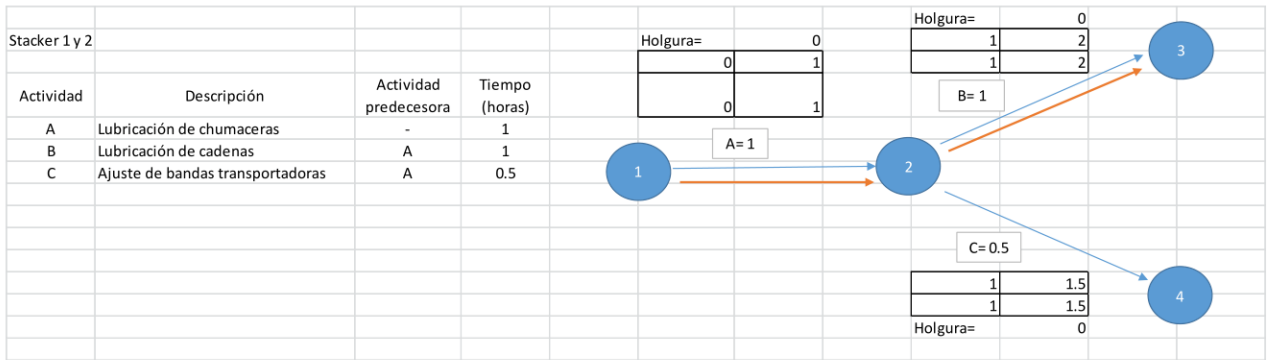 Stacker 1 y 2
Actividad Descripción Actividad predecesora Tiempo (horas)
A Lubricación de chumaceras - 1
B Lubricación de cadenas A 1
C Ajuste de bandas transportadoras A 0.5
Holgura= 0
0 1
0 1
A= 1
1
2
Holgura= 0
1 2
1 2
B= 1
3
C= 0.5
1 1.5
1 1.5
Holgura= 0
4